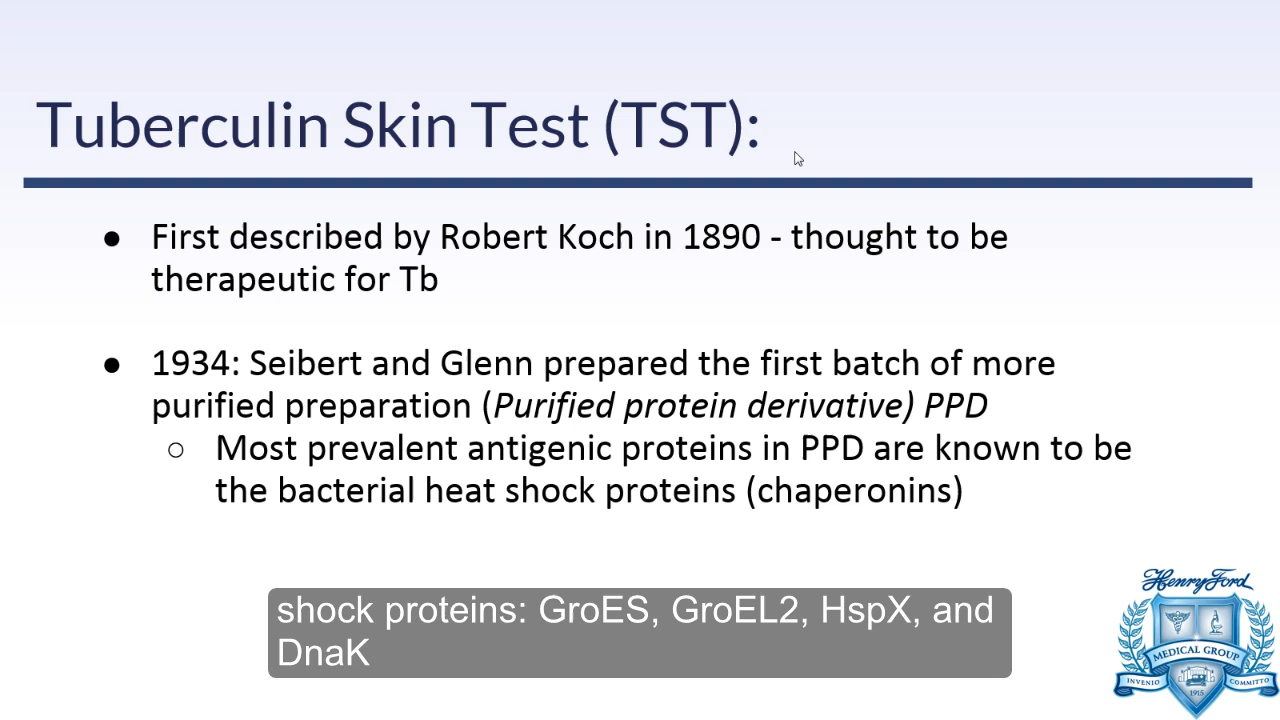 Tuberculin Skin Test (TST):
● First described by Robert Koch in 1890 - thought to be
therapeutic for Tb
● 1934: Seibert and Glenn prepared the first batch of more
purified preparation (Purified protein derivative) PPD
○ Most prevalent antigenic proteins in PPD are known to be
the bacterial heat shock proteins (chaperonins)
shock proteins: GroES, GroEL2, HspX, and
DnaK
Henry Ford
MEDICAL GROUP
INVENIO
COMMITTO
1915